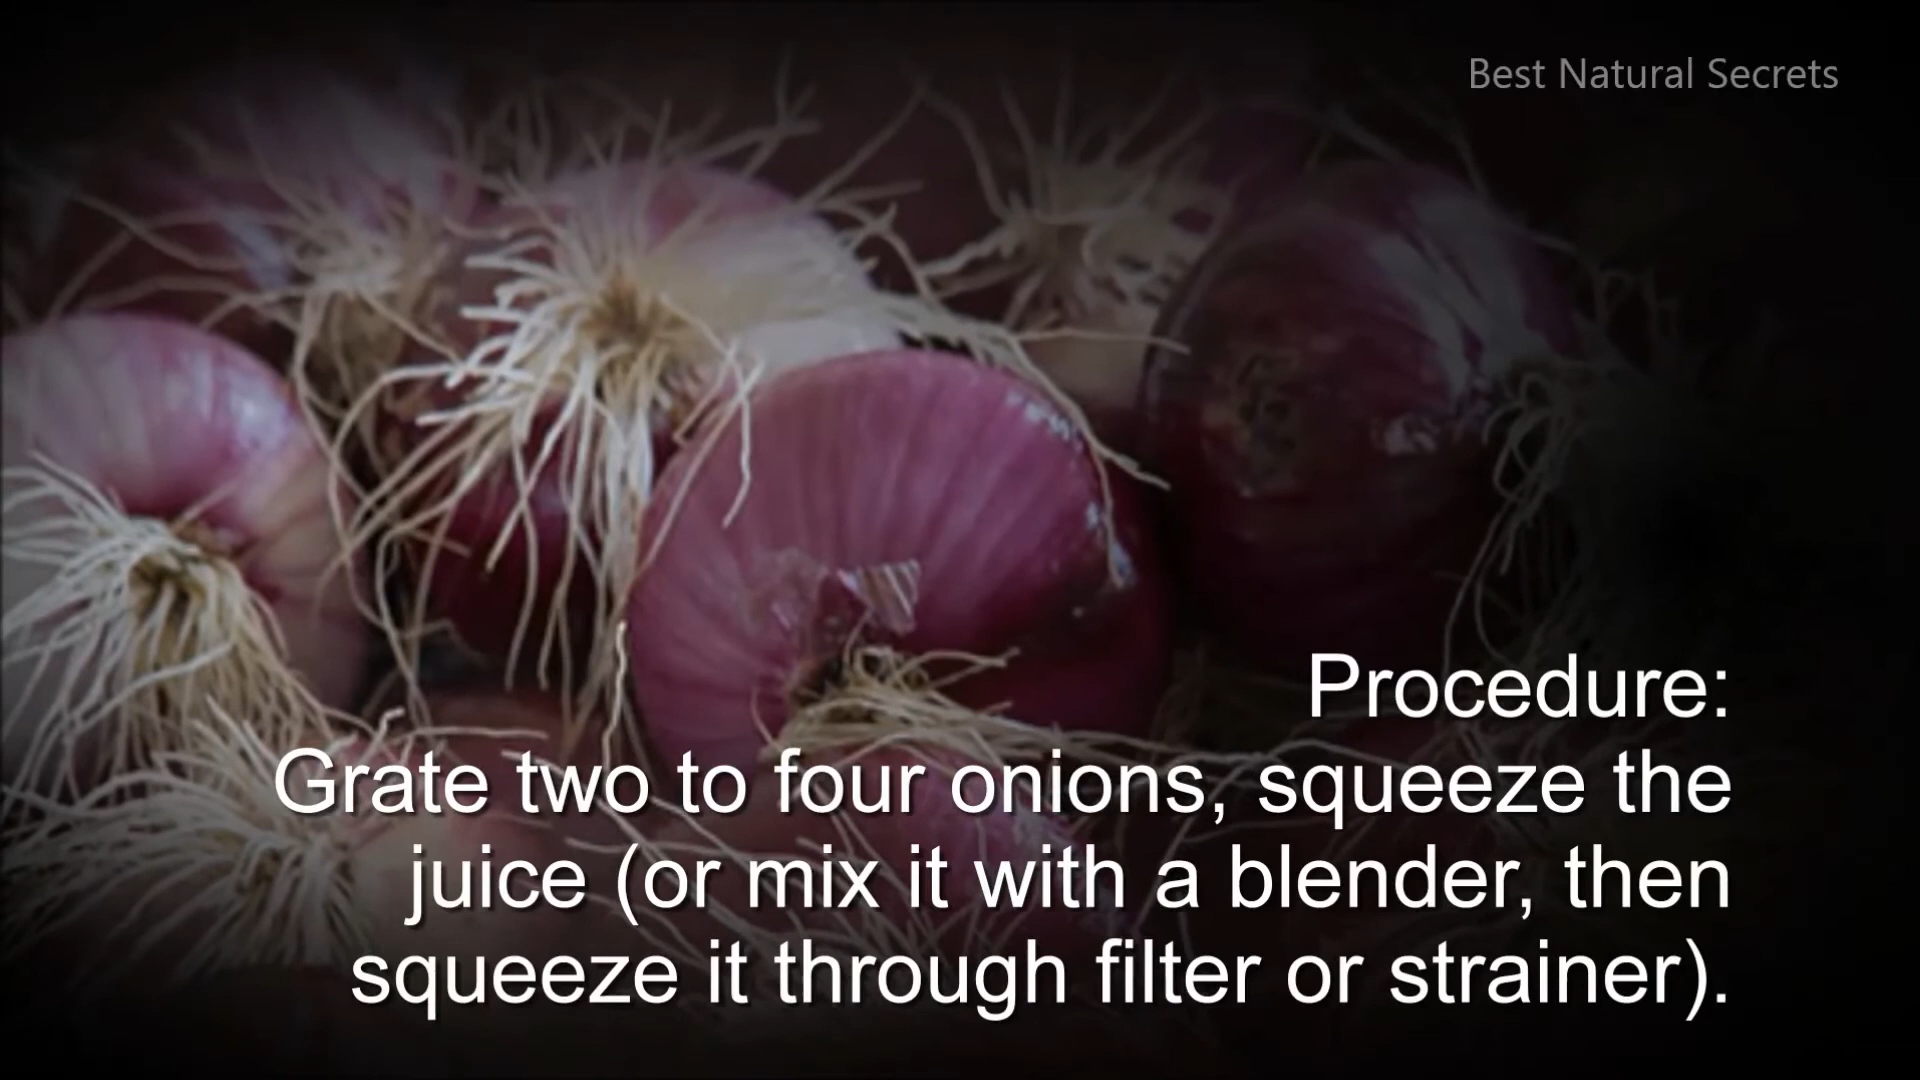 Best Natural Secrets
Procedure:
Grate two to four onions, squeeze the
juice (or mix it with a blender, then
squeeze it through filter or strainer).